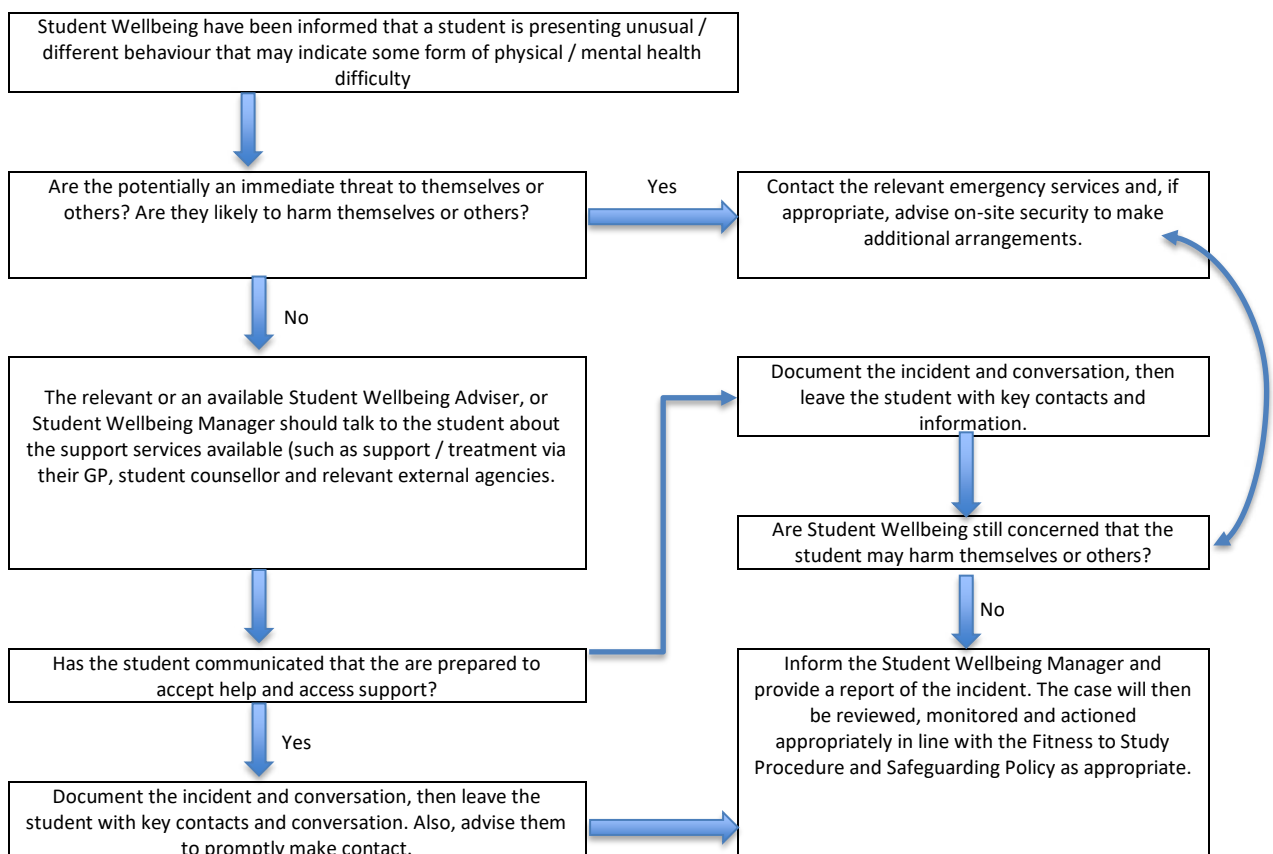 Student Wellbeing have been informed that a student is presenting unusual /
different behaviour that may indicate some form of physical / mental health
difficulty
Are the potentially an immediate threat to themselves or
others? Are they likely to harm themselves or others?
Yes
Contact the relevant emergency services and, if
appropriate, advise on-site security to make
additional arrangements.
No
The relevant or an available Student Wellbeing Adviser, or
Student Wellbeing Manager should talk to the student about
the support services available (such as support / treatment via
their GP, student counsellor and relevant external agencies.
Document the incident and conversation, then
leave the student with key contacts and
information.
Are Student Wellbeing still concerned that the
student may harm themselves or others?
No
Has the student communicated that the are prepared to
accept help and access support?
Yes
Inform the Student Wellbeing Manager and
provide a report of the incident. The case will then
be reviewed, monitored and actioned
appropriately in line with the Fitness to Study
Procedure and Safeguarding Policy as appropriate.
Document the incident and conversation, then leave the
student with key contacts and conversation. Also, advise them
to promptly make contact.